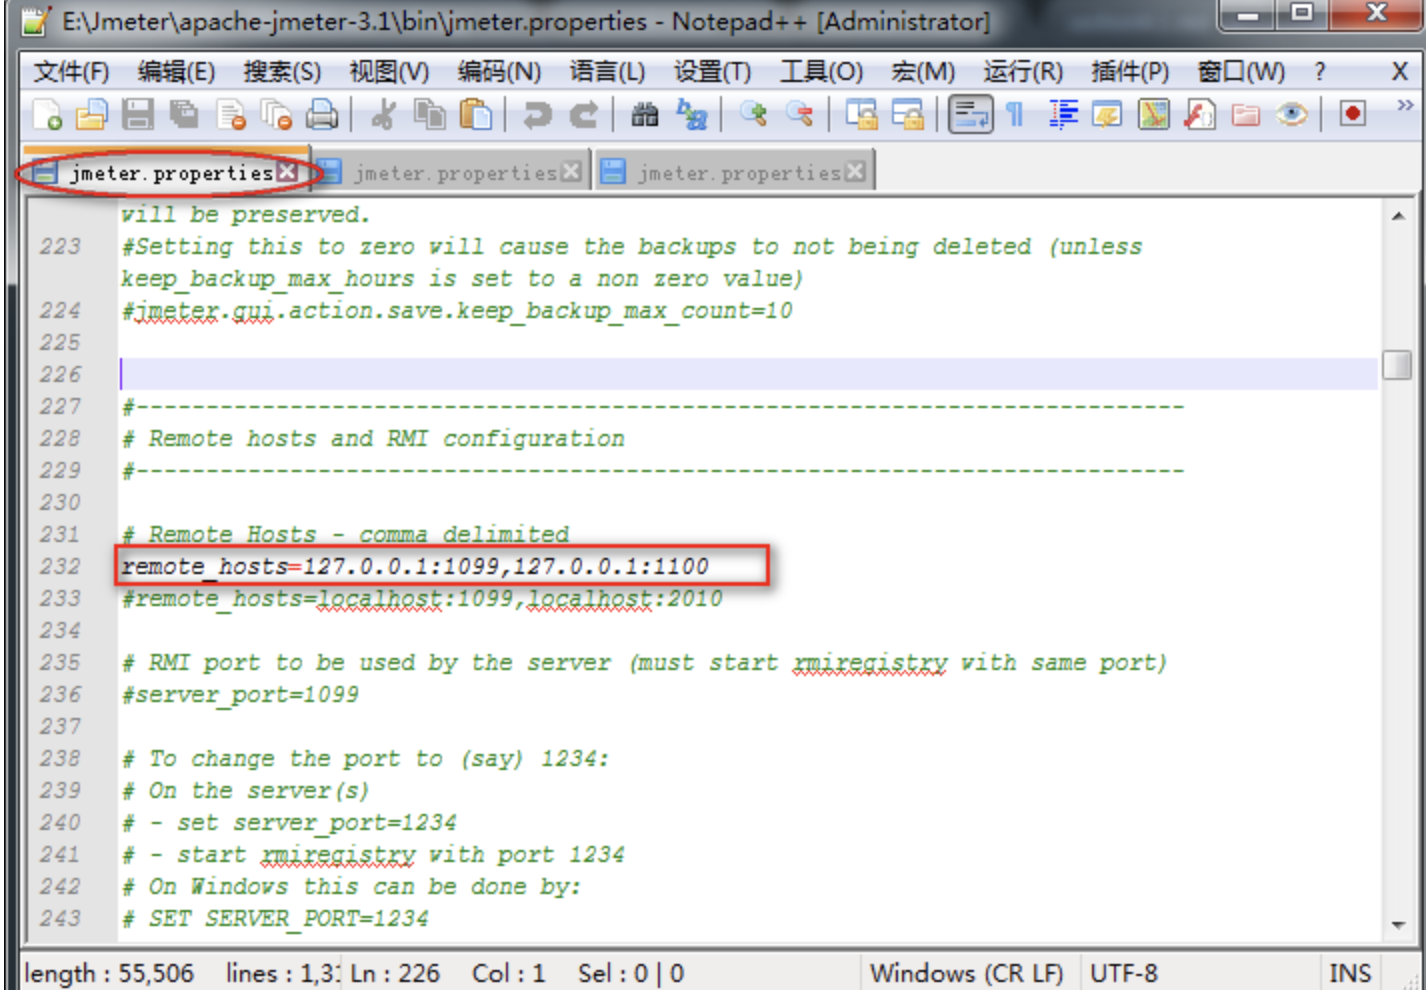 E:\Jmeter\apache-jmeter-3.1\bin\jmeter.properties - Notepad++ [Administrator]
文件(F) 编辑(E) 搜索(S) 视图(V) 编码(N) 语言(L) 设置(T) 工具(O) 宏(M) 运行(R) 插件(P) 窗口(W) ? X
jmeter.properties jmeter.properties jmeter.properties
will be preserved.
223 #Setting this to zero will cause the backups to not being deleted (unless
keep_backup_max_hours is set to a non zero value)
224 #jmeter.gui.action.save.keep_backup_max_count=10
225
226
227 #---------------------------------------------------------------------------
228 # Remote hosts and RMI configuration
229 #---------------------------------------------------------------------------
230
231 # Remote Hosts - comma delimited
232 remote_hosts=127.0.0.1:1099,127.0.0.1:1100
233 #remote_hosts=localhost:1099,localhost:2010
234
235 # RMI port to be used by the server (must start rmiregistry with same port)
236 #server_port=1099
237
238 # To change the port to (say) 1234:
239 # On the server(s)
240 # - set server_port=1234
241 # - start rmiregistry with port 1234
242 # On Windows this can be done by:
243 # SET SERVER_PORT=1234
length : 55,506 lines : 1,31 Ln : 226 Col : 1 Sel : 0 | 0 Windows (CR LF) UTF-8 INS